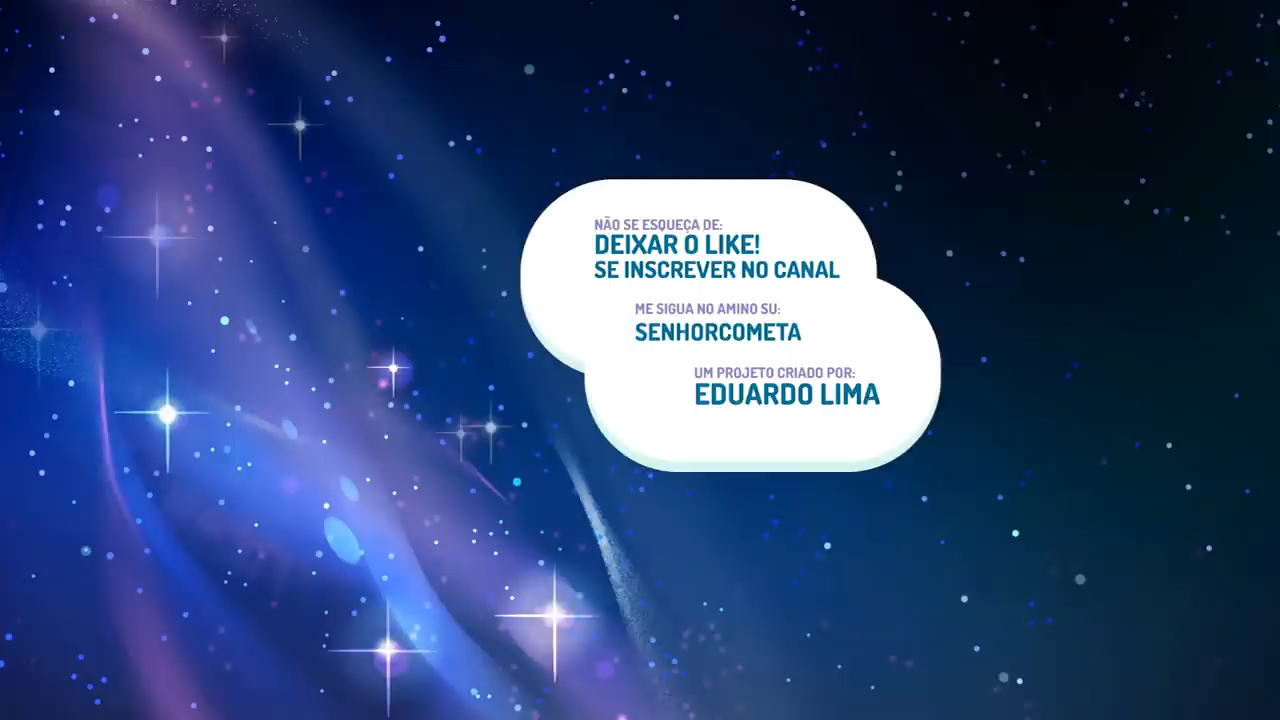 NÃO SE ESQUEÇA DE:
DEIXAR O LIKE!
SE INSCREVER NO CANAL
ME SIGUA NO AMINO SU:
SENHORCOMETA
UM PROJETO CRIADO POR:
EDUARDO LIMA